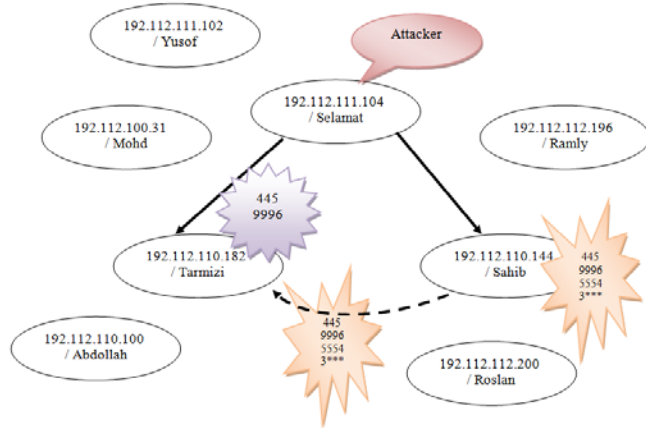 192.112.111.102
/ Yusof
Attacker
192.112.111.104
/ Selamat
192.112.100.31
/ Mohd
192.112.112.196
/ Ramly
445
9996
192.112.110.182
/ Tarmizi
192.112.110.144
/ Sahib
445
9996
5554
3***
445
9996
5554
3***
192.112.110.100
/ Abdollah
192.112.112.200
/ Roslan